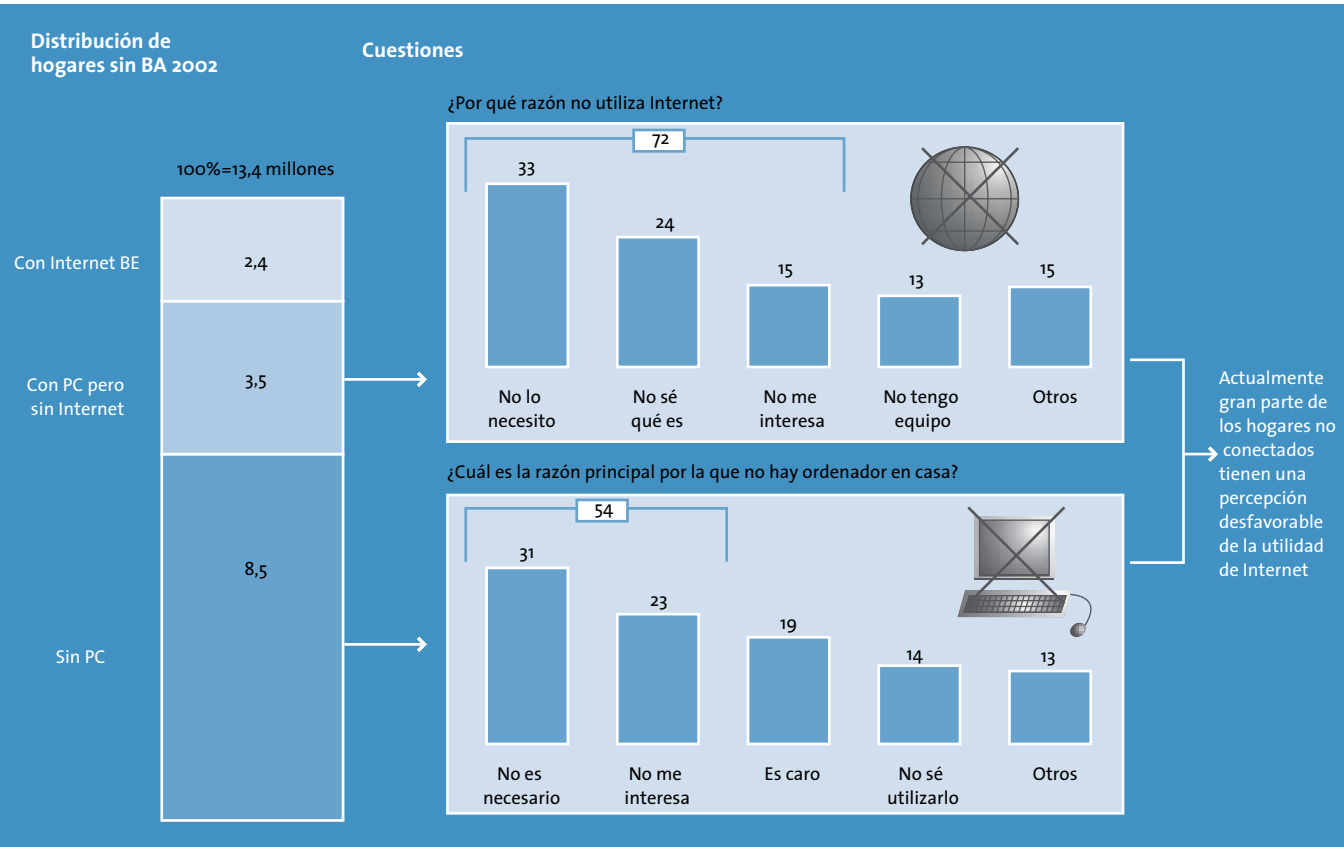 Distribución de
hogares sin BA 2002
Cuestiones
100%=13,4 millones
Con Internet BE
2,4
Con PC pero
sin Internet
3,5
Sin PC
8,5
¿Por qué razón no utiliza Internet?
72
33
24
15
13
15
No lo
necesito
No sé
qué es
No me
interesa
No tengo
equipo
Otros
¿Cuál es la razón principal por la que no hay ordenador en casa?
54
31
23
19
14
13
No es
necesario
No me
interesa
Es caro
No sé
utilizarlo
Otros
Actualmente
gran parte de
los hogares no
conectados
tienen una
percepción
desfavorable
de la utilidad
de Internet